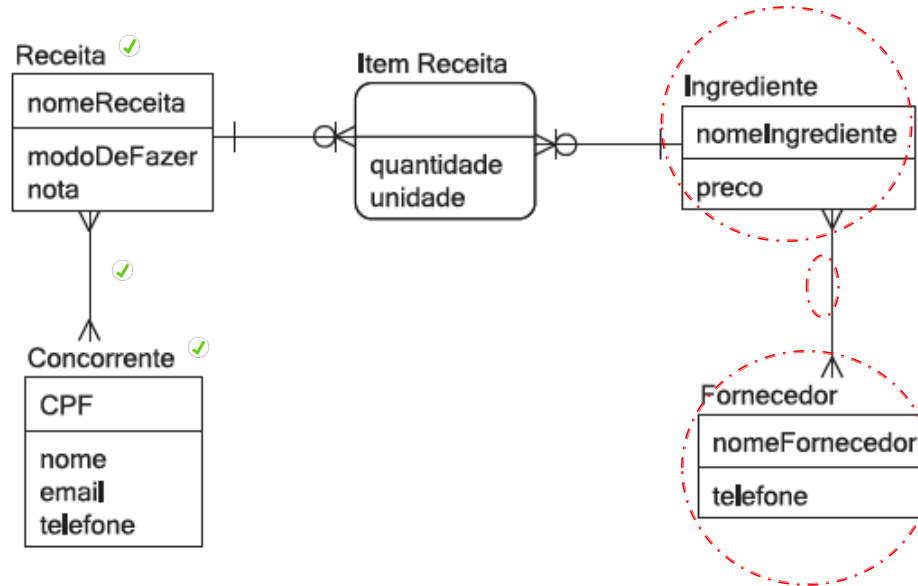 Receita
nomeReceita
modoDeFazer
nota
Item Receita
quantidade
unidade
Ingrediente
nomeIngrediente
preco
Concorrente
CPF
nome
email
telefone
Fornecedor
nomeFornecedor
telefone